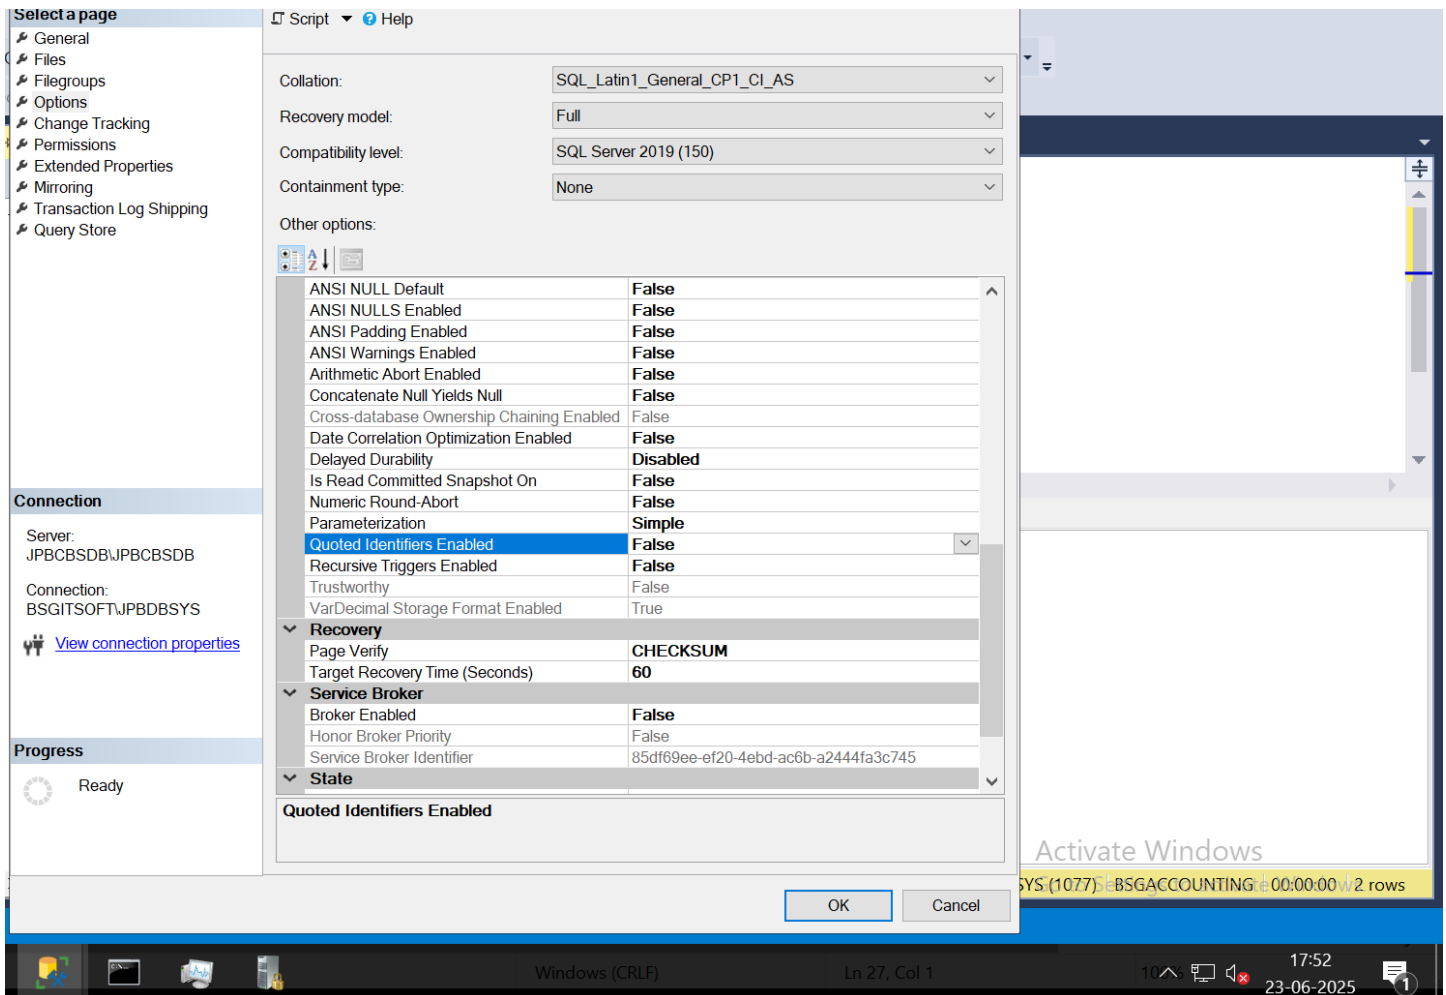 Select a page
General
Files
Filegroups
Options
Change Tracking
Permissions
Extended Properties
Mirroring
Transaction Log Shipping
Query Store
Connection
Server:
JPBCBSDB\JPBCBSDB
Connection:
BSGITSOFT\JPBDBSYS
View connection properties
Progress
Ready
Script
Help
Collation: SQL_Latin1_General_CP1_CI_AS
Recovery model: Full
Compatibility level: SQL Server 2019 (150)
Containment type: None
Other options:
ANSI NULL Default False
ANSI NULLS Enabled False
ANSI Padding Enabled False
ANSI Warnings Enabled False
Arithmetic Abort Enabled False
Concatenate Null Yields Null False
Cross-database Ownership Chaining Enabled False
Date Correlation Optimization Enabled False
Delayed Durability Disabled
Is Read Committed Snapshot On False
Numeric Round-Abort False
Parameterization Simple
Quoted Identifiers Enabled False
Recursive Triggers Enabled False
Trustworthy False
VarDecimal Storage Format Enabled True
Recovery
Page Verify CHECKSUM
Target Recovery Time (Seconds) 60
Service Broker
Broker Enabled False
Honor Broker Priority False
Service Broker Identifier 85df69ee-ef20-4ebd-ac6b-a2444fa3c745
State
Quoted Identifiers Enabled
OK Cancel
Activate Windows
YS (1077) BSGACCOUNTING 00:00:00 2 rows
Windows (CRLF) Ln 27, Col 1
17:52
23-06-2025
1